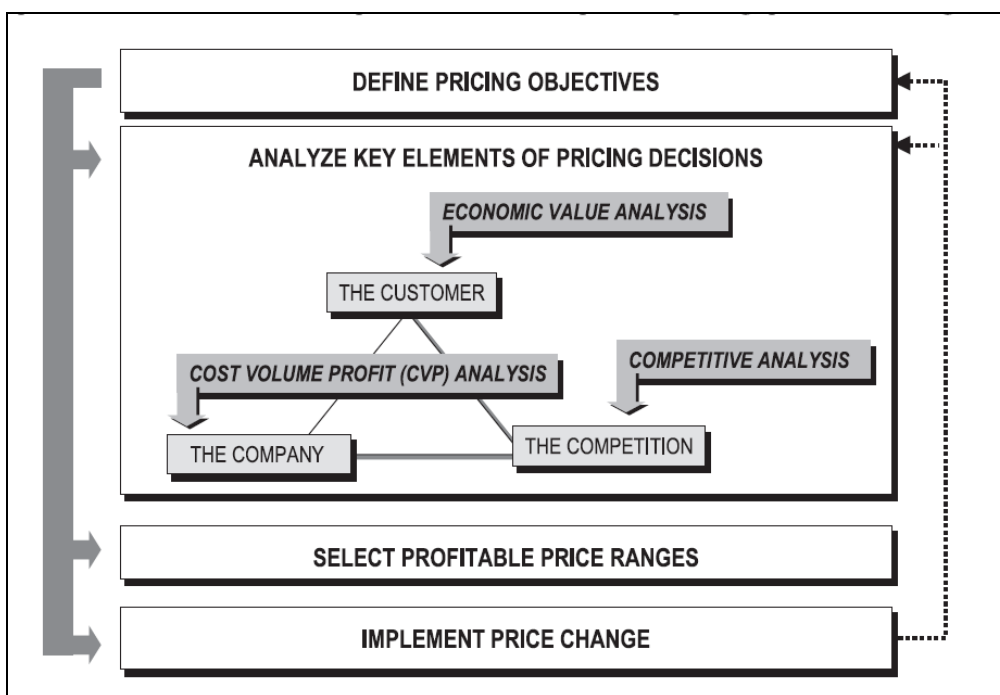 DEFINE PRICING OBJECTIVES
ANALYZE KEY ELEMENTS OF PRICING DECISIONS
ECONOMIC VALUE ANALYSIS
THE CUSTOMER
COST VOLUME PROFIT (CVP) ANALYSIS
COMPETITIVE ANALYSIS
THE COMPANY
THE COMPETITION
SELECT PROFITABLE PRICE RANGES
IMPLEMENT PRICE CHANGE